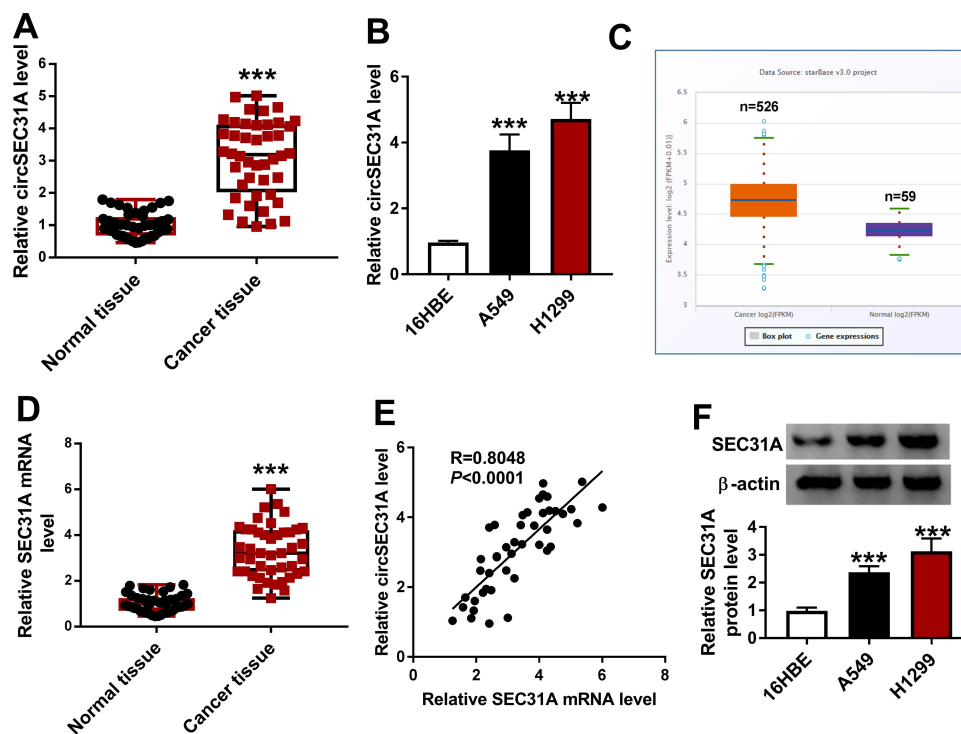 A
Relative circSEC31A level
6
5
4
3
2
1
0
***
Normal tissue
Cancer tissue
B
Relative circSEC31A level
6
4
2
0
***
***
16HBE
A549
H1299
C
Data Source: starBase v3.0 project
Expression level: log2 (FPKM+0.01)]
6.5
6
5.5
5
4.5
4
3.5
3
n=526
n=59
Cancer log2(FPKM)
Normal log2(FPKM)
Box plot
Gene expressions
D
Relative SEC31A mRNA
level
8
6
4
2
0
***
Normal tissue
Cancer tissue
E
Relative circSEC31A level
6
4
2
0
R=0.8048
P<0.0001
0
2
4
6
8
Relative SEC31A mRNA level
F
SEC31A
β-actin
Relative SEC31A
protein level
4
3
2
1
0
***
***
16HBE
A549
H1299